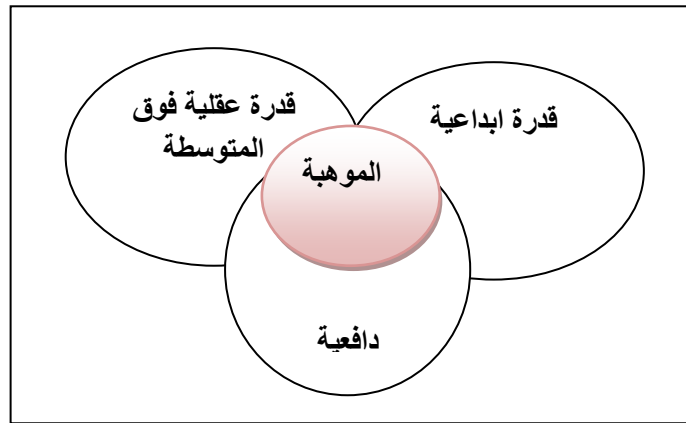 قدرة ابداعية
قدرة عقلية فوق
المتوسطة
الموهبة
دافعية